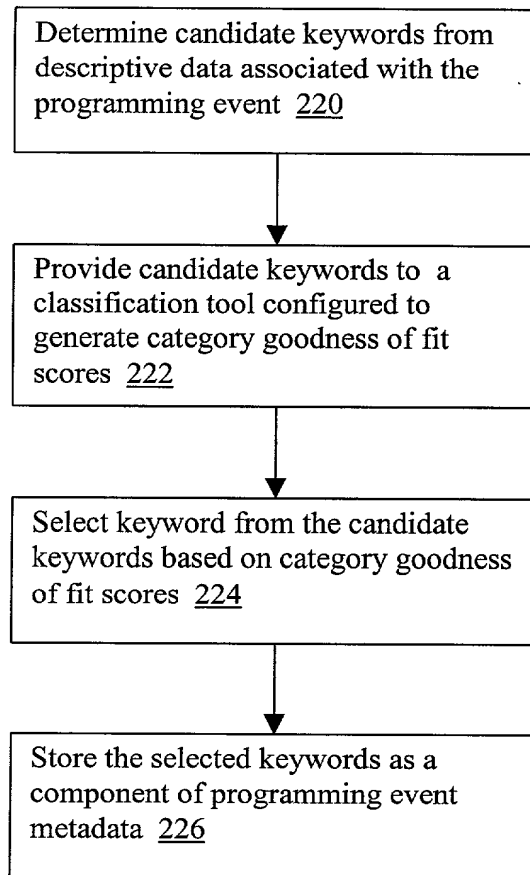 Determine candidate keywords from
descriptive data associated with the
programming event 220
Provide candidate keywords to a
classification tool configured to
generate category goodness of fit
scores 222
Select keyword from the candidate
keywords based on category goodness
of fit scores 224
Store the selected keywords as a
component of programming event
metadata 226